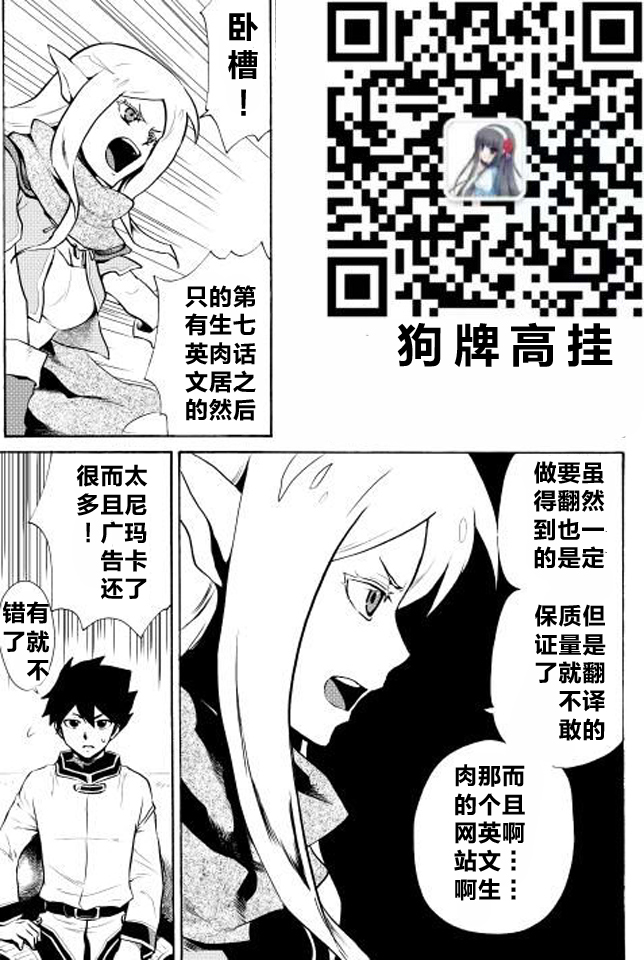 狗牌高挂
卧槽！
第七话之后
的生肉居然
只有英文的
虽然一定
要翻也是
做得到的
但是翻译的
质量就不敢
保证了
而且啊……
那个英文生
肉的网站啊
太尼玛卡了
而且广告还
很多！
有就不
错了